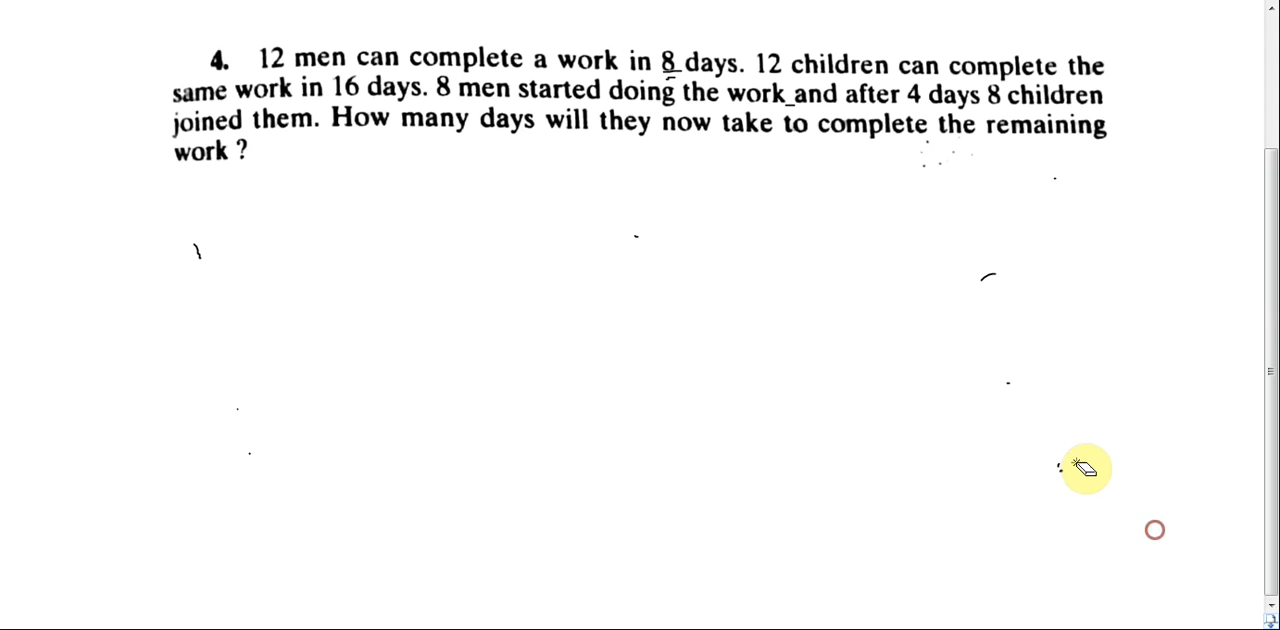 4. 12 men can complete a work in 8 days. 12 children can complete the
same work in 16 days. 8 men started doing the work and after 4 days 8 children
joined them. How many days will they now take to complete the remaining
work ?